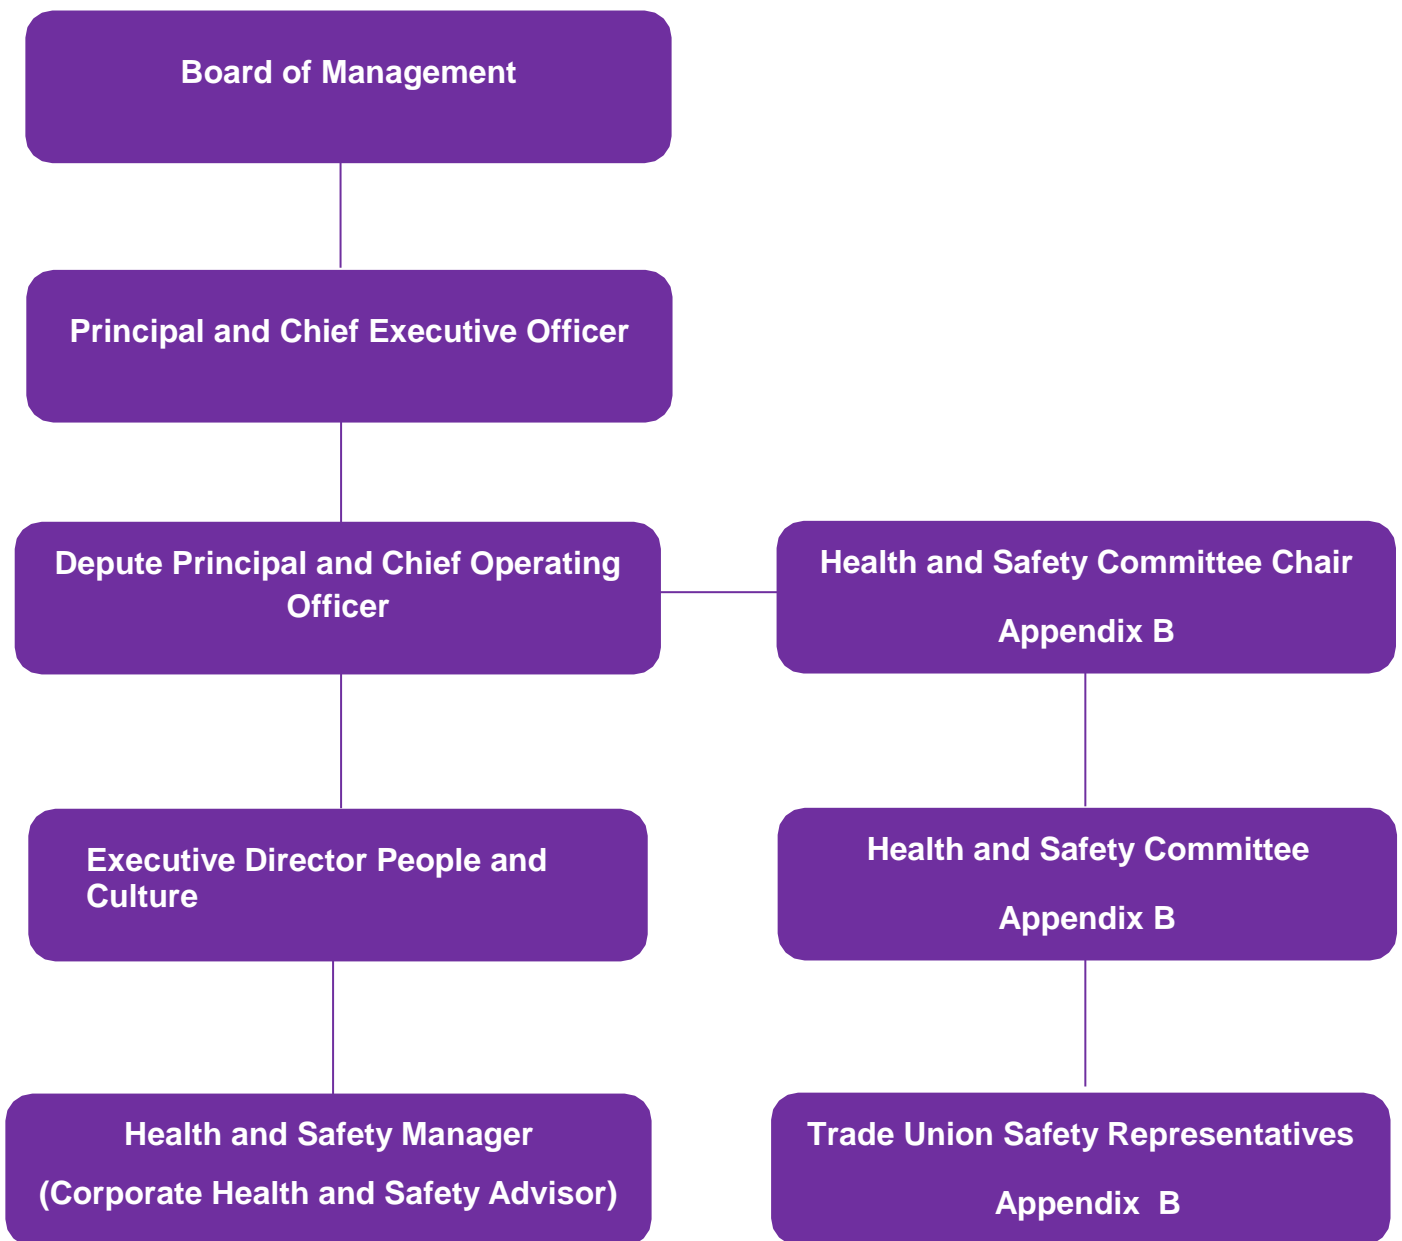 Board of Management
Principal and Chief Executive Officer
Depute Principal and Chief Operating
Officer
Health and Safety Committee Chair
Appendix B
Executive Director People and
Culture
Health and Safety Committee
Appendix B
Health and Safety Manager
(Corporate Health and Safety Advisor)
Trade Union Safety Representatives
Appendix  B